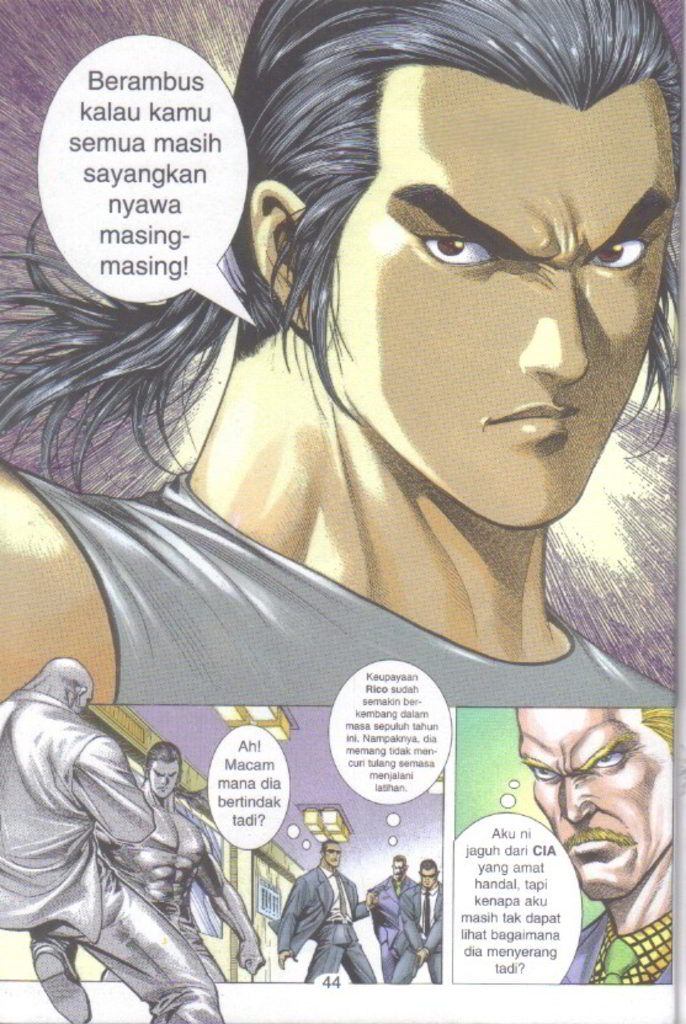 Berambus
kalau kamu
semua masih
sayangkan
nyawa
masing-
masing!
Ah!
Macam
mana dia
bertindak
tadi?
Keupayaan
Rico sudah
semakin ber-
kembang dalam
masa sepuluh tahun
ini. Nampaknya, dia
memang tidak men-
curi tulang semasa
menjalani
latihan.
Aku ni
jaguh dari CIA
yang amat
handal, tapi
kenapa aku
masih tak dapat
lihat bagaimana
dia menyerang
tadi?
44